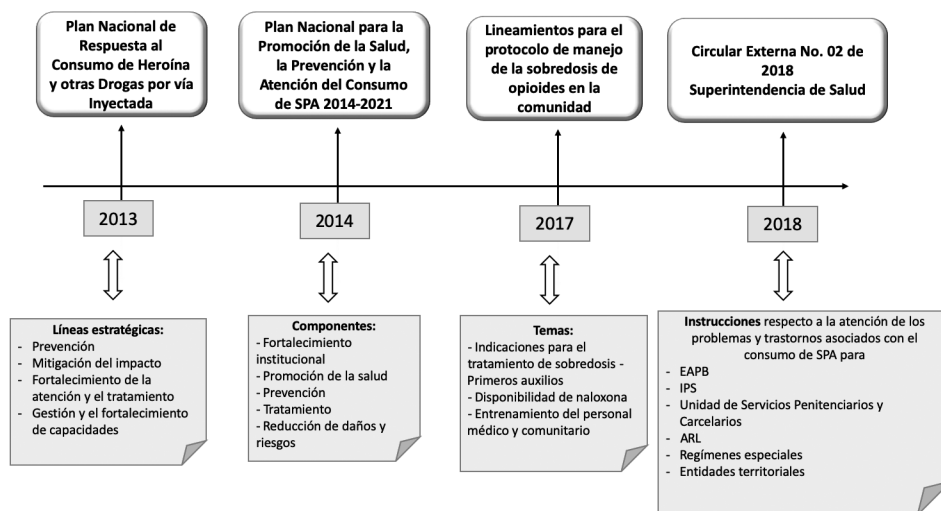 Plan Nacional de
Respuesta al
Consumo de Heroína
y otras Drogas por vía
Inyectada
Plan Nacional para la
Promoción de la Salud,
la Prevención y la
Atención del Consumo
de SPA 2014-2021
Lineamientos para el
protocolo de manejo
de la sobredosis de
opioides en la
comunidad
Circular Externa No. 02 de
2018
Superintendencia de Salud
2013
2014
2017
2018
Líneas estratégicas:
- Prevención
- Mitigación del impacto
- Fortalecimiento de la
atención y el tratamiento
- Gestión y el fortalecimiento
de capacidades
Componentes:
- Fortalecimiento
institucional
- Promoción de la salud
- Prevención
- Tratamiento
- Reducción de daños y
riesgos
Temas:
- Indicaciones para el
tratamiento de sobredosis -
Primeros auxilios
- Disponibilidad de naloxona
- Entrenamiento del personal
médico y comunitario
Instrucciones respecto a la atención de los
problemas y trastornos asociados con el
consumo de SPA para
- EAPB
- IPS
- Unidad de Servicios Penitenciarios y
Carcelarios
- ARL
- Regímenes especiales
- Entidades territoriales